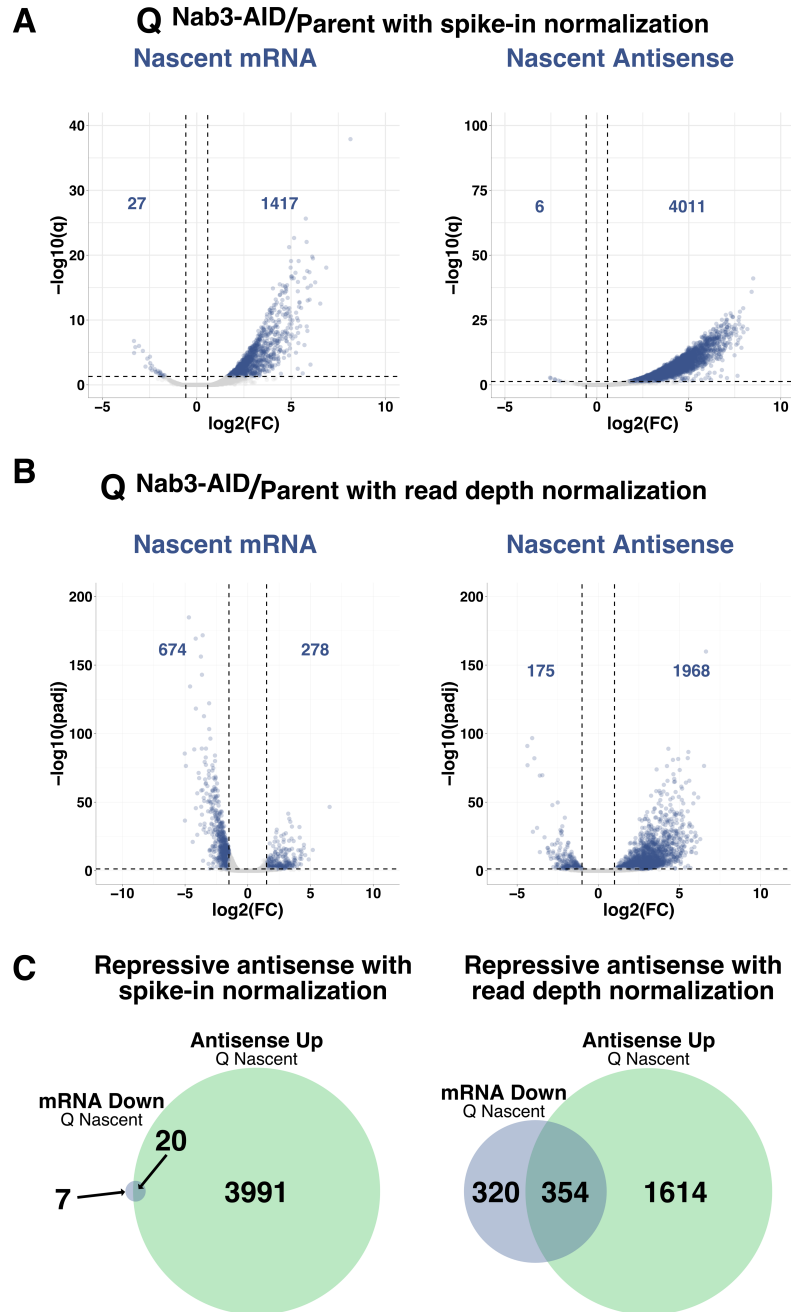 A
Q Nab3-AID/Parent with spike-in normalization
Nascent mRNA
Nascent Antisense
40
30
20
10
0
−5
0
5
10
−log10(q)
log2(FC)
27
1417
100
75
50
25
0
−5
0
5
10
−log10(q)
log2(FC)
6
4011
B
Q Nab3-AID/Parent with read depth normalization
Nascent mRNA
Nascent Antisense
200
150
100
50
0
−10
−5
0
5
10
−log10(padj)
log2(FC)
674
278
200
150
100
50
0
−5
0
5
10
−log10(padj)
log2(FC)
175
1968
C
Repressive antisense with
spike-in normalization
Antisense Up
Q Nascent
mRNA Down
Q Nascent
20
7
3991
Repressive antisense with
read depth normalization
Antisense Up
Q Nascent
mRNA Down
Q Nascent
320
354
1614